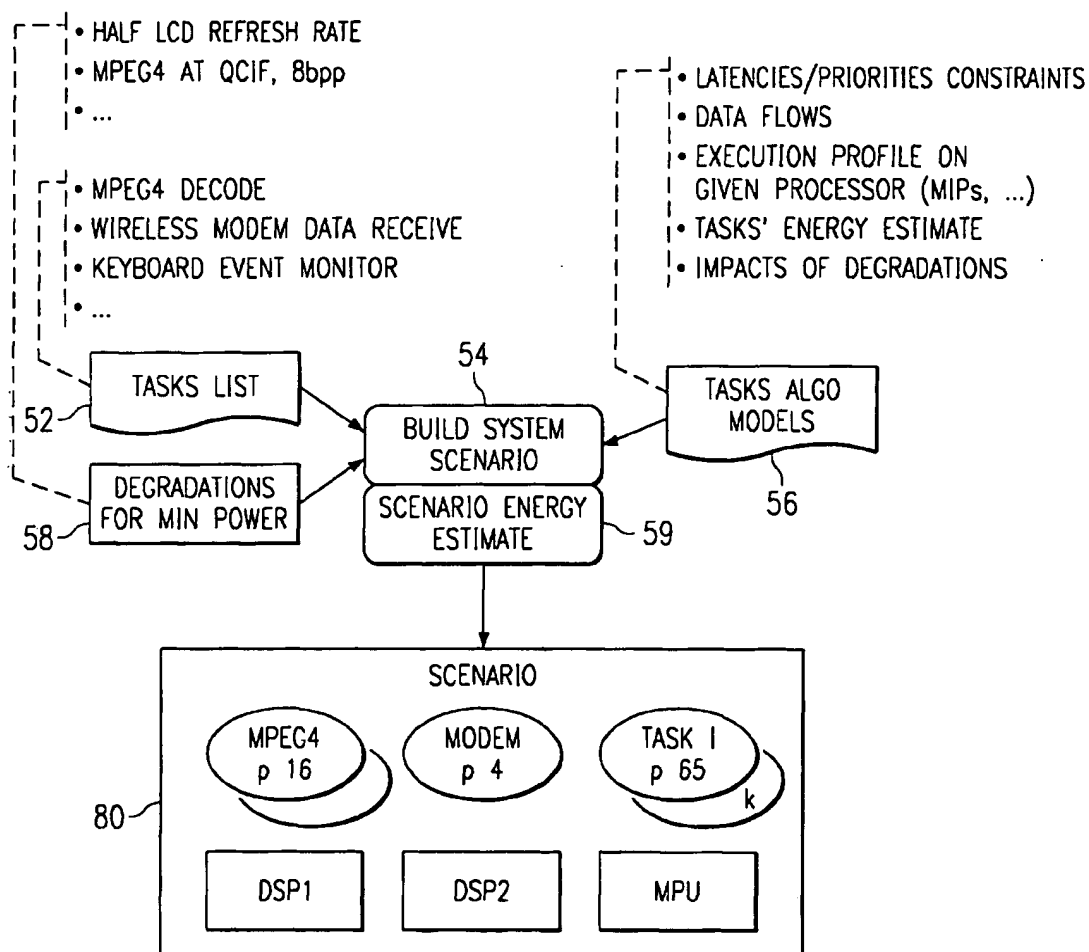 • HALF LCD REFRESH RATE
• MPEG4 AT QCIF, 8bpp
• ...
• MPEG4 DECODE
• WIRELESS MODEM DATA RECEIVE
• KEYBOARD EVENT MONITOR
• ...
• LATENCIES/PRIORITIES CONSTRAINTS
• DATA FLOWS
• EXECUTION PROFILE ON
GIVEN PROCESSOR (MIPs, ...)
• TASKS' ENERGY ESTIMATE
• IMPACTS OF DEGRADATIONS
TASKS LIST
52
DEGRADATIONS
FOR MIN POWER
58
54
BUILD SYSTEM
SCENARIO
SCENARIO ENERGY
ESTIMATE
59
TASKS ALGO
MODELS
56
SCENARIO
MPEG4
p 16
MODEM
p 4
TASK I
p 65
k
80
DSP1
DSP2
MPU